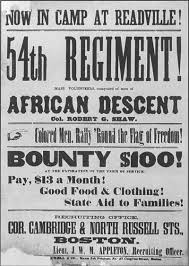 NOW IN CAMP AT READVILLE!
54th REGIMENT!
MASS. VOLUNTEERS, composed of men of
AFRICAN DESCENT
Col. ROBERT G. SHAW.
Colored Men, Rally 'Round the Flag of Freedom!
BOUNTY $100!
AT THE EXPIRATION OF THE TERM OF SERVICE.
Pay, $13 a Month!
Good Food & Clothing!
State Aid to Families!
RECRUITING OFFICE,
COR. CAMBRIDGE & NORTH RUSSELL STS.,
BOSTON.
Lieut. J. W. M. APPLETON, Recruiting Officer.